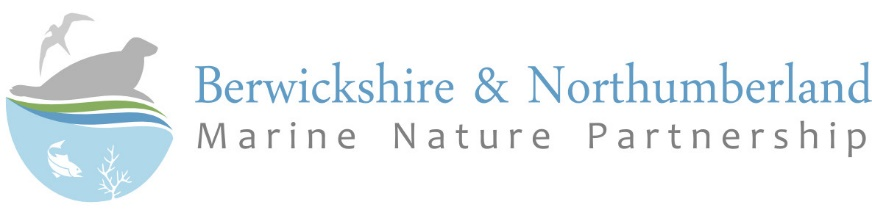 Berwickshire & Northumberland
Marine Nature Partnership